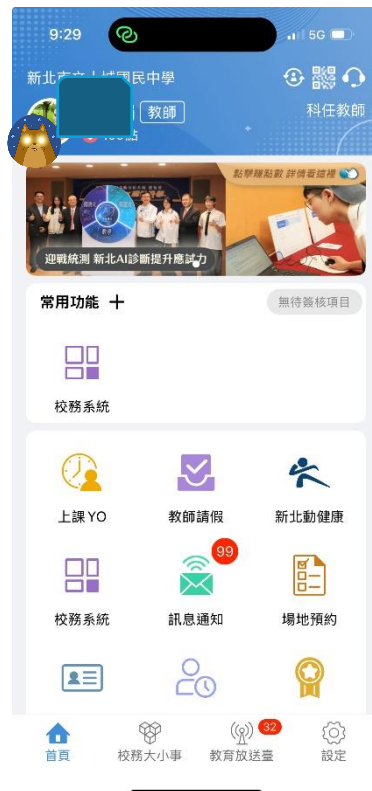 9:29
5G
新北市立土城國民中學
教師
科任教師
點擊賺點數 詳情看這裡
迎戰統測 新北AI診斷提升應試力
常用功能 ＋
無待簽核項目
校務系統
上課YO
教師請假
新北動健康
99
校務系統
訊息通知
場地預約
32
首頁
校務大小事
教育放送臺
設定